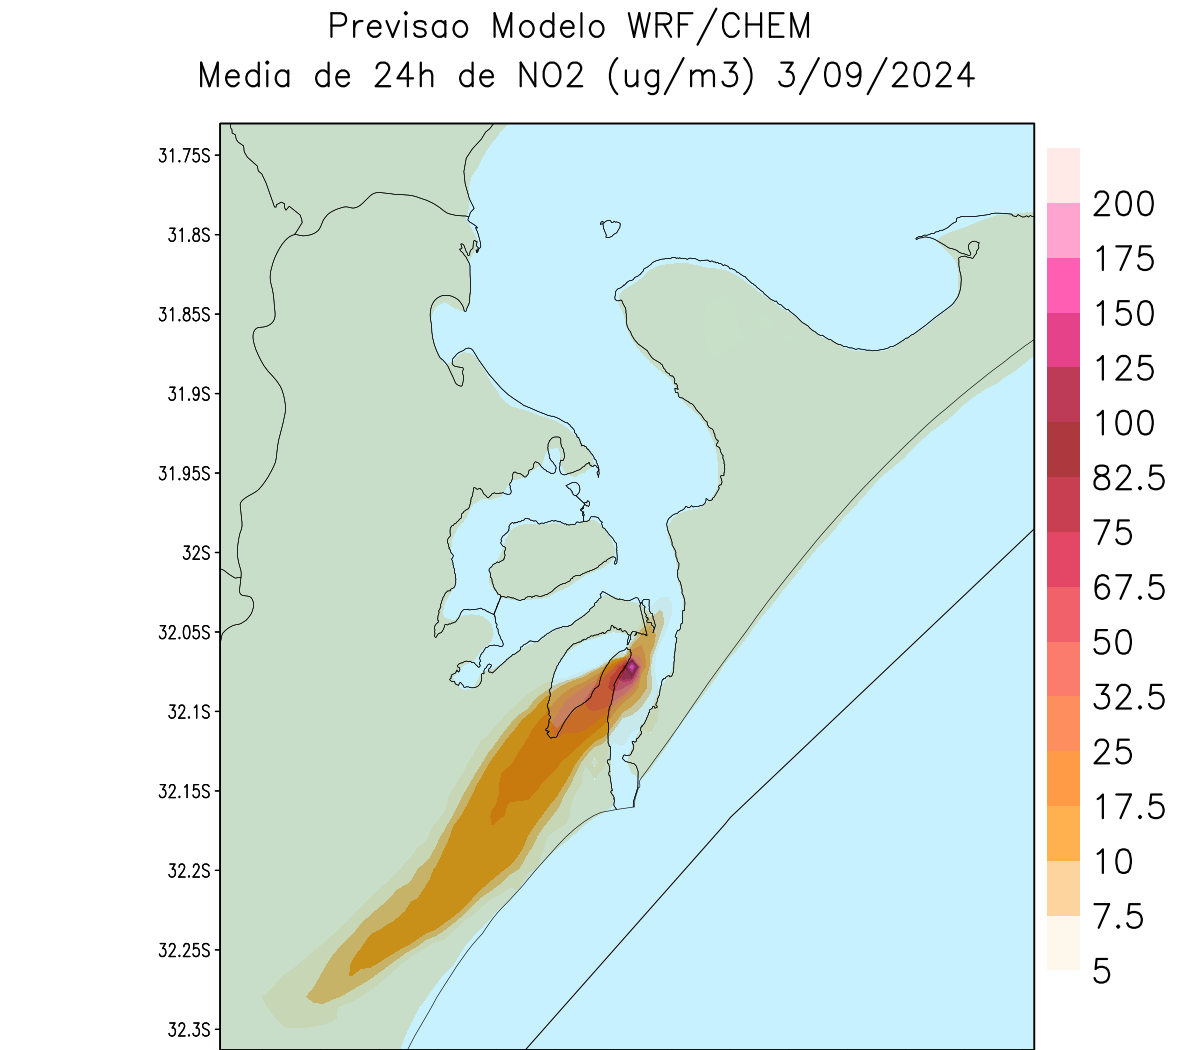 Previsao Modelo WRF/CHEM
Media de 24h de NO2 (ug/m3) 3/09/2024
31.75S
31.8S
31.85S
31.9S
31.95S
32S
32.05S
32.1S
32.15S
32.2S
32.25S
32.3S
200
175
150
125
100
82.5
75
67.5
50
32.5
25
17.5
10
7.5
5